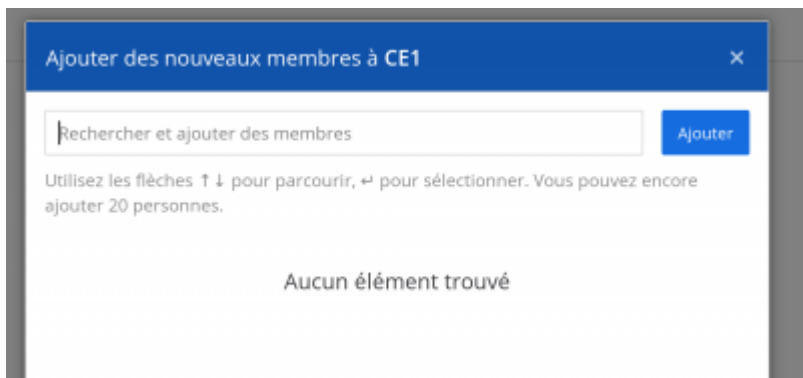 Ajouter des nouveaux membres à CE1 ×
Rechercher et ajouter des membres
Ajouter
Utilisez les flèches ↑↓ pour parcourir, ↵ pour sélectionner. Vous pouvez encore
ajouter 20 personnes.
Aucun élément trouvé